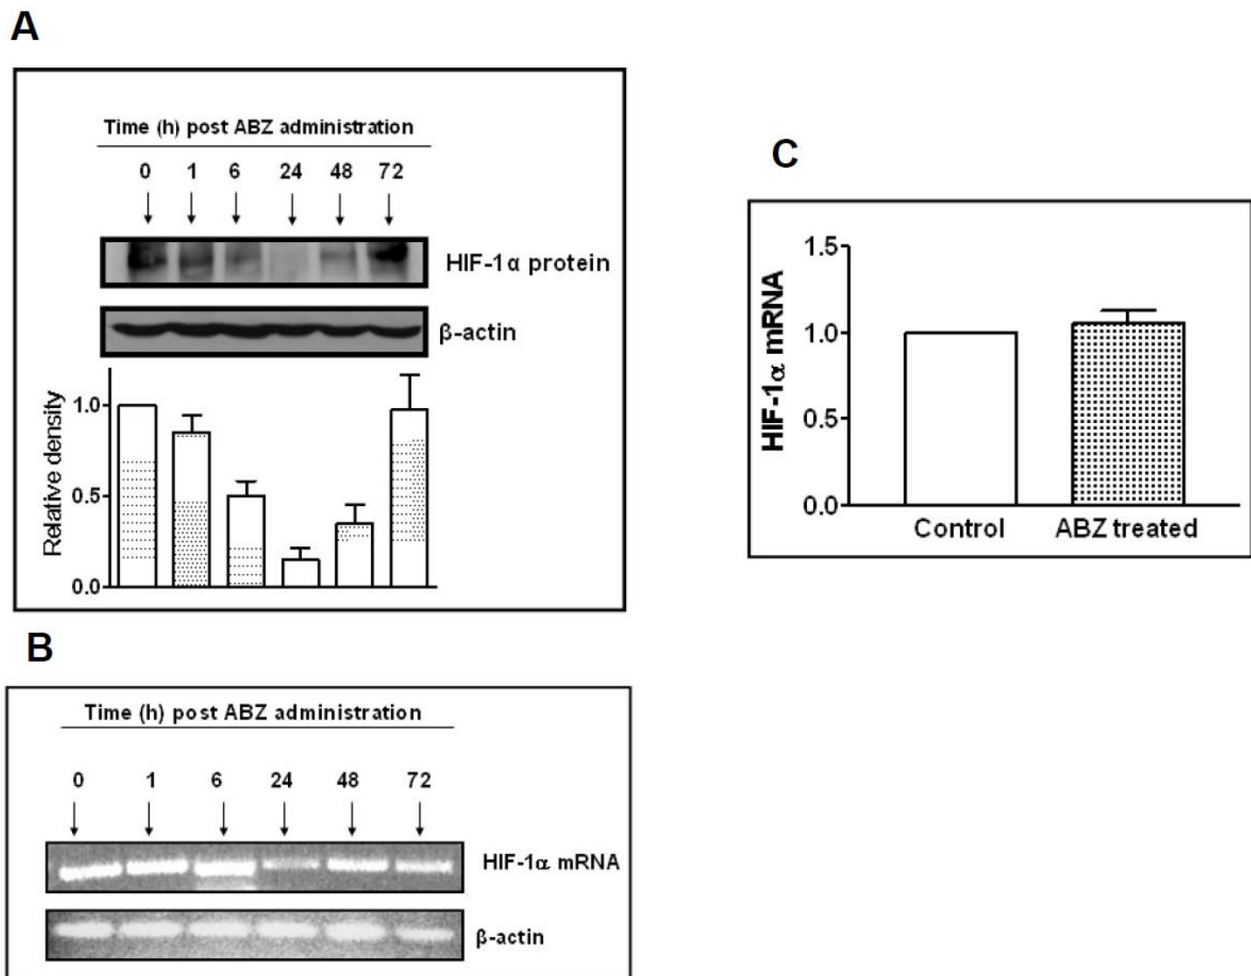 A
Time (h) post ABZ administration
0 1 6 24 48 72
HIF-1α protein
β-actin
Relative density
1.0
0.5
0.0
B
Time (h) post ABZ administration
0 1 6 24 48 72
HIF-1α mRNA
β-actin
C
HIF-1α mRNA
1.5
1.0
0.5
0.0
Control ABZ treated